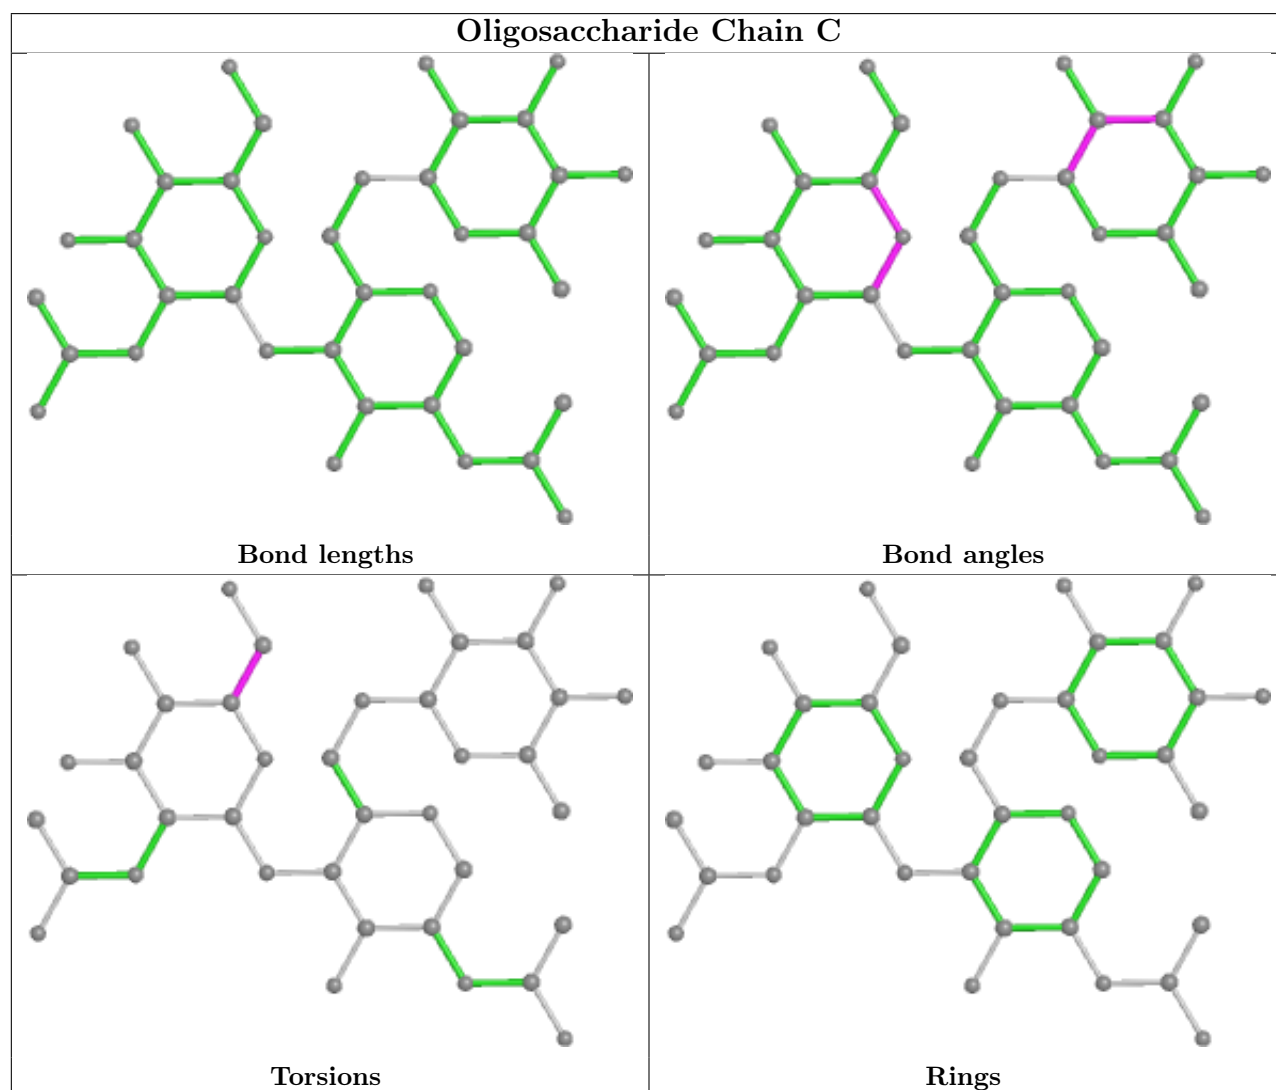 Oligosaccharide Chain C
Bond lengths
Bond angles
Torsions
Rings